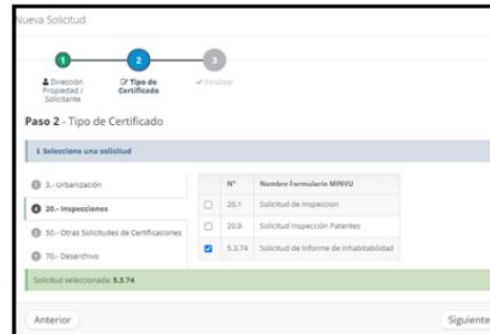 Nueva Solicitud
1
2
3
Dirección
Propiedad /
Solicitante
Tipo de
Certificado
Finalizar
Paso 2 - Tipo de Certificado
i Seleccione una solicitud
3.- Urbanización
20.- Inspecciones
50.- Otras Solicitudes de Certificaciones
70.- Desarchivo
N° Nombre Formulario MINVU
20.1 Solicitud de Inspeccion
20.9 Solicitud Inspección Patentes
5.3.74 Solicitud de Informe de Inhabitabilidad
Solicitud seleccionada: 5.3.74
Anterior
Siguiente